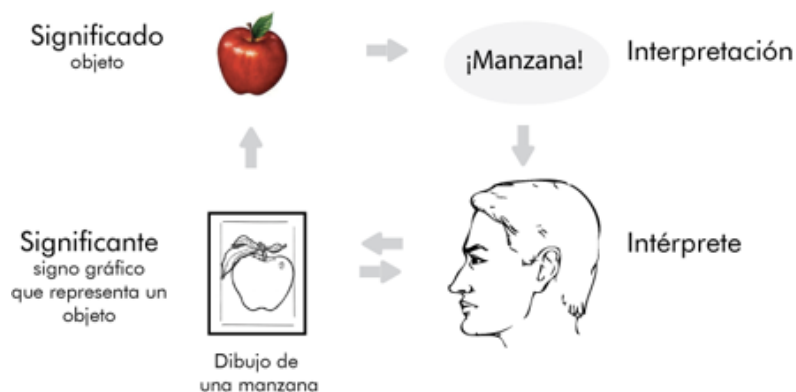 Significado
objeto
¡Manzana!
Interpretación
Significante
signo gráfico
que representa un
objeto
Intérprete
Dibujo de
una manzana